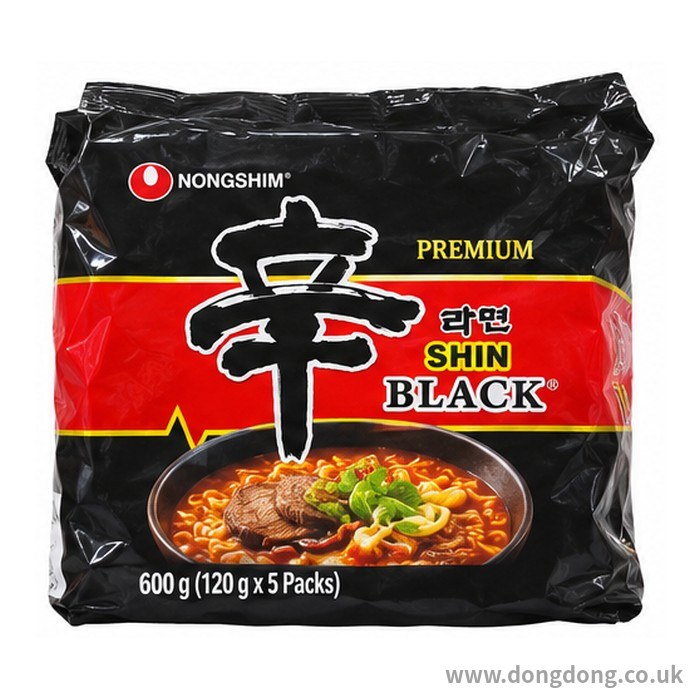 NONGSHIM®
辛
PREMIUM
라면
SHIN
BLACK®
600 g (120 g x 5 Packs)
www.dongdong.co.uk